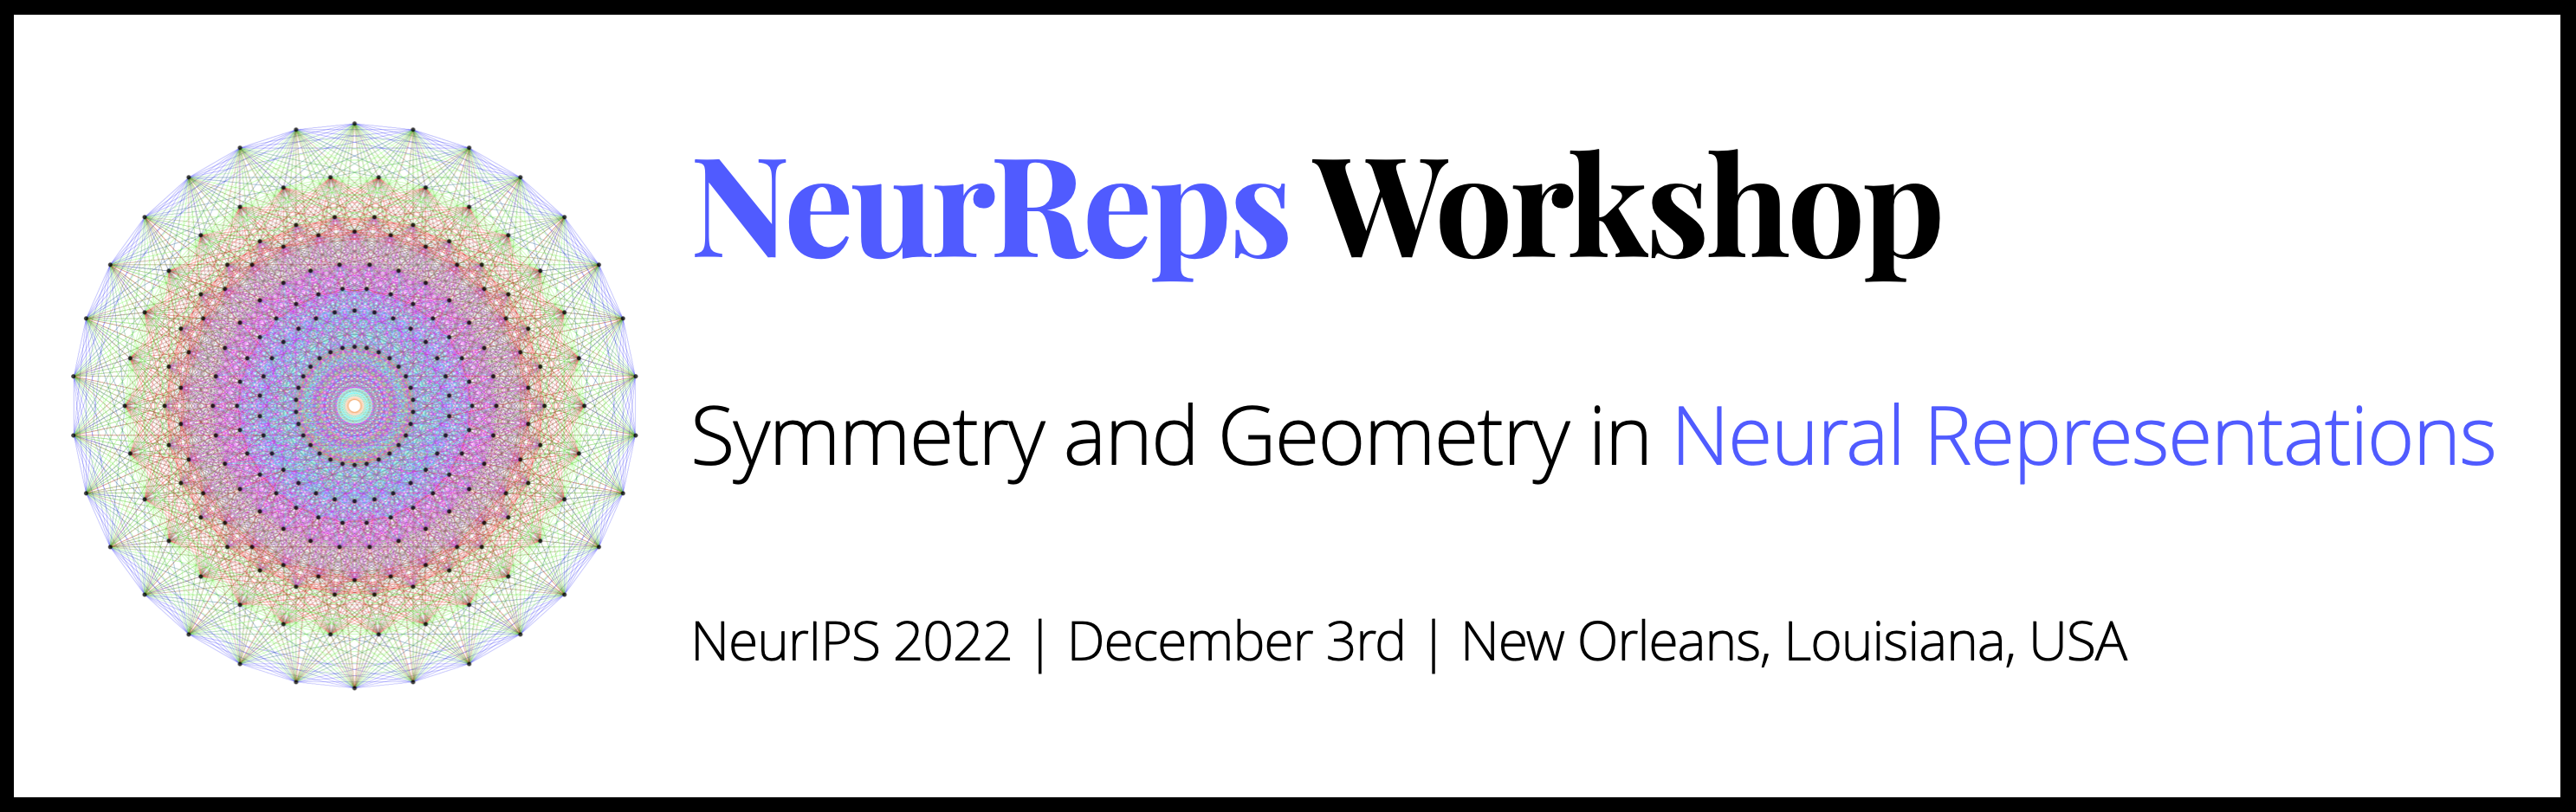 NeurReps Workshop
Symmetry and Geometry in Neural Representations
NeurIPS 2022 | December 3rd | New Orleans, Louisiana, USA